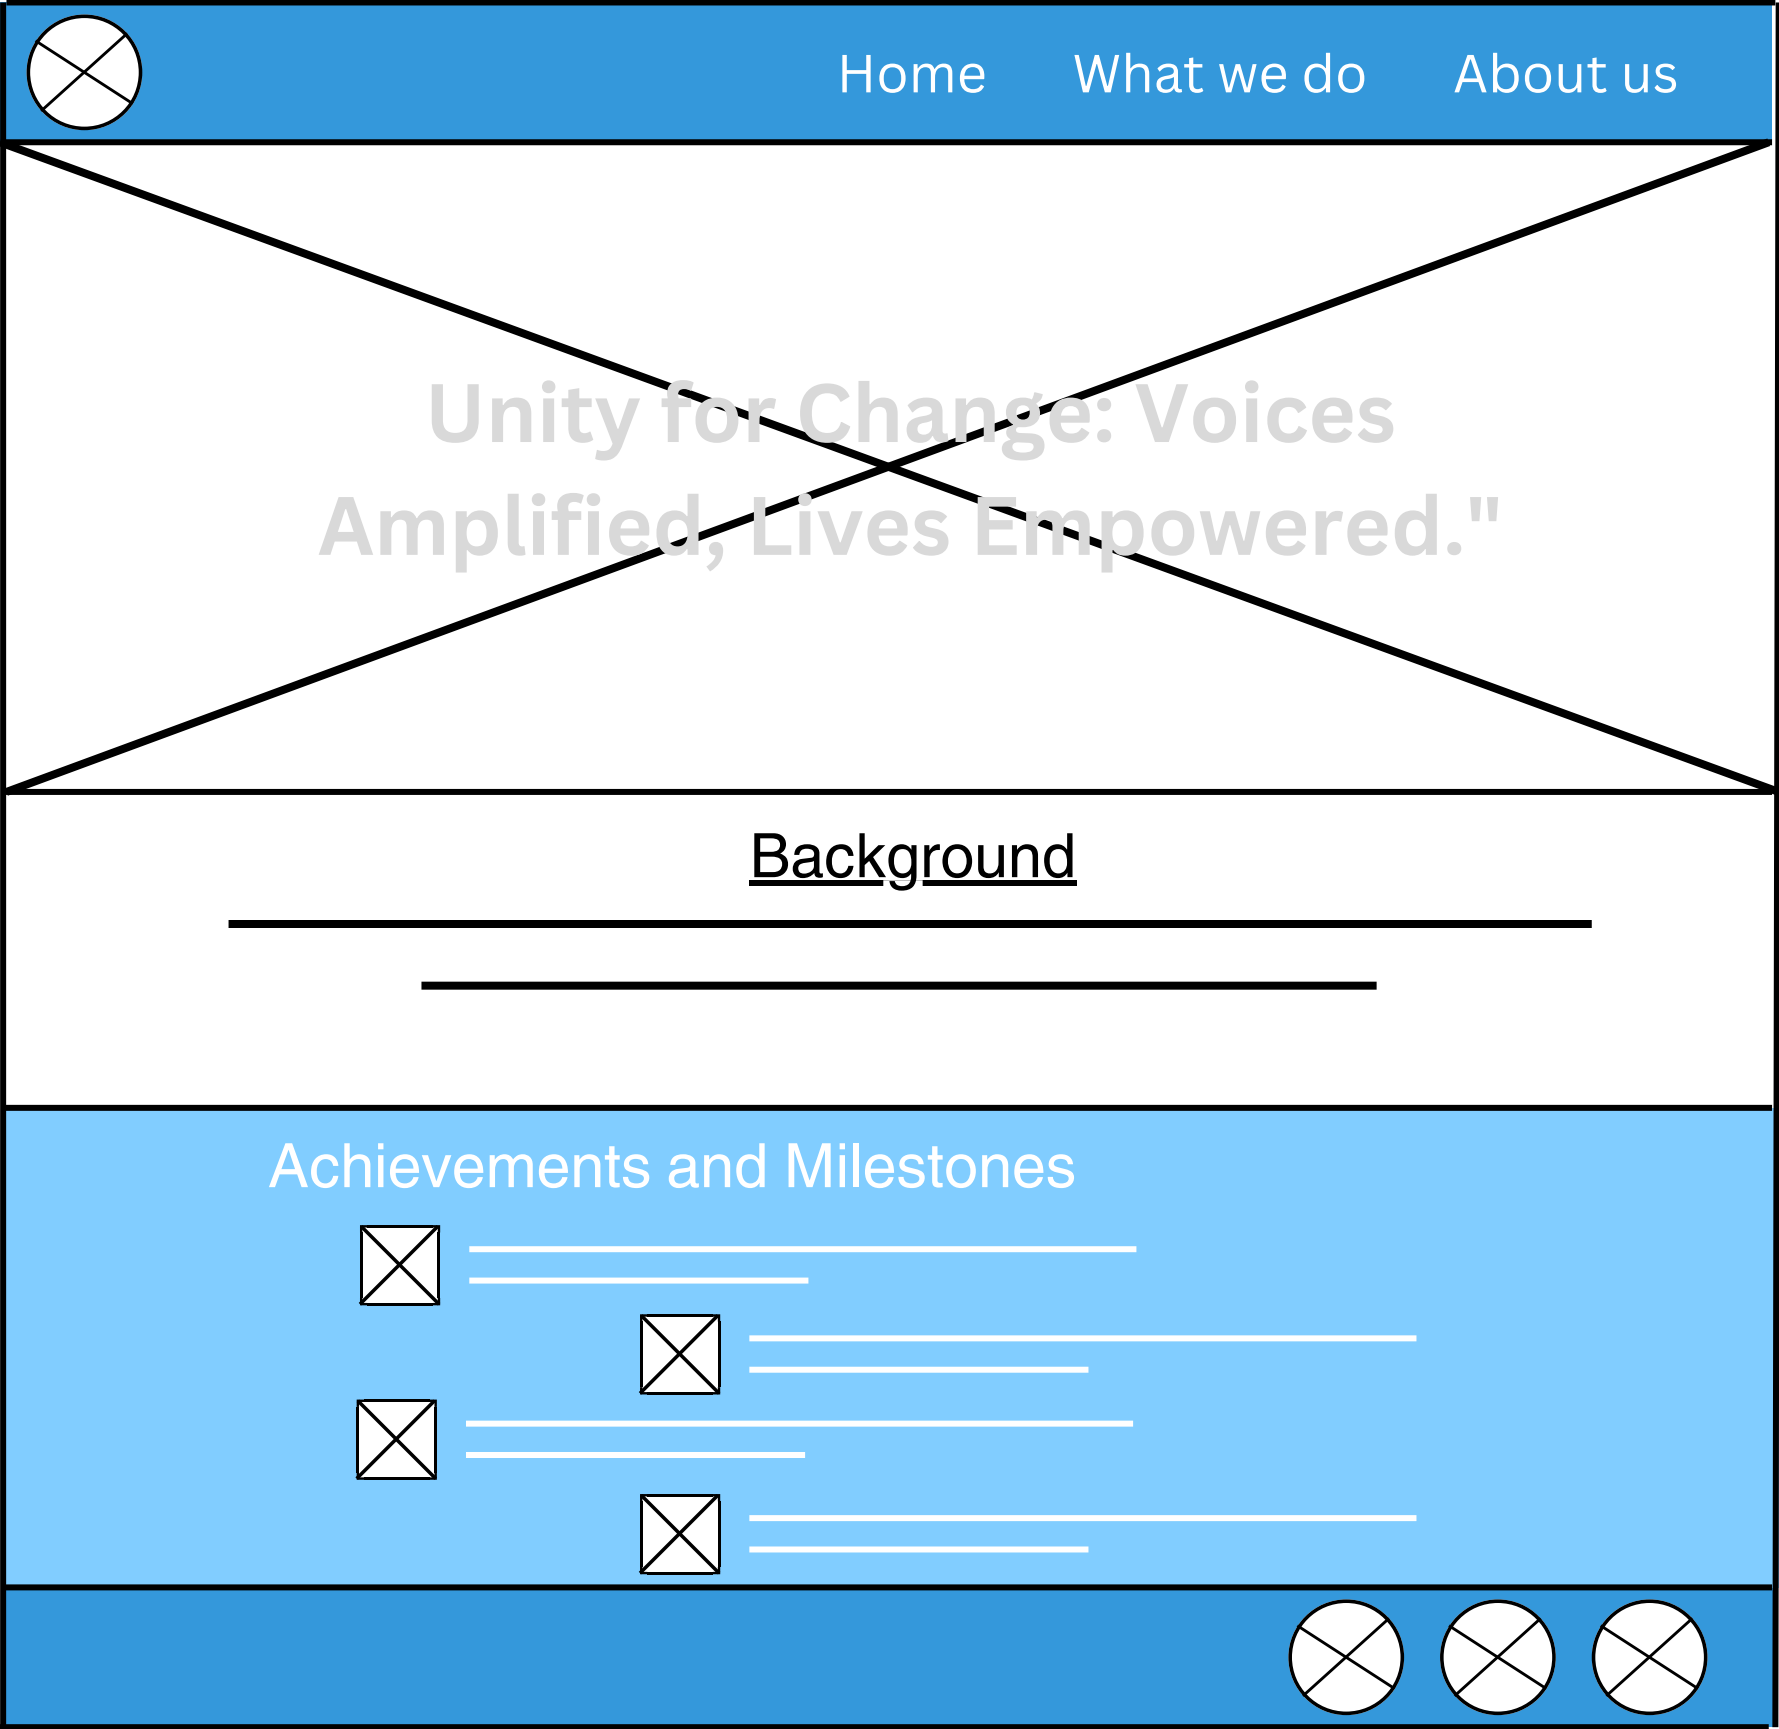 Home What we do About us
Unity for Change: Voices
Amplified, Lives Empowered."
Background
Achievements and Milestones